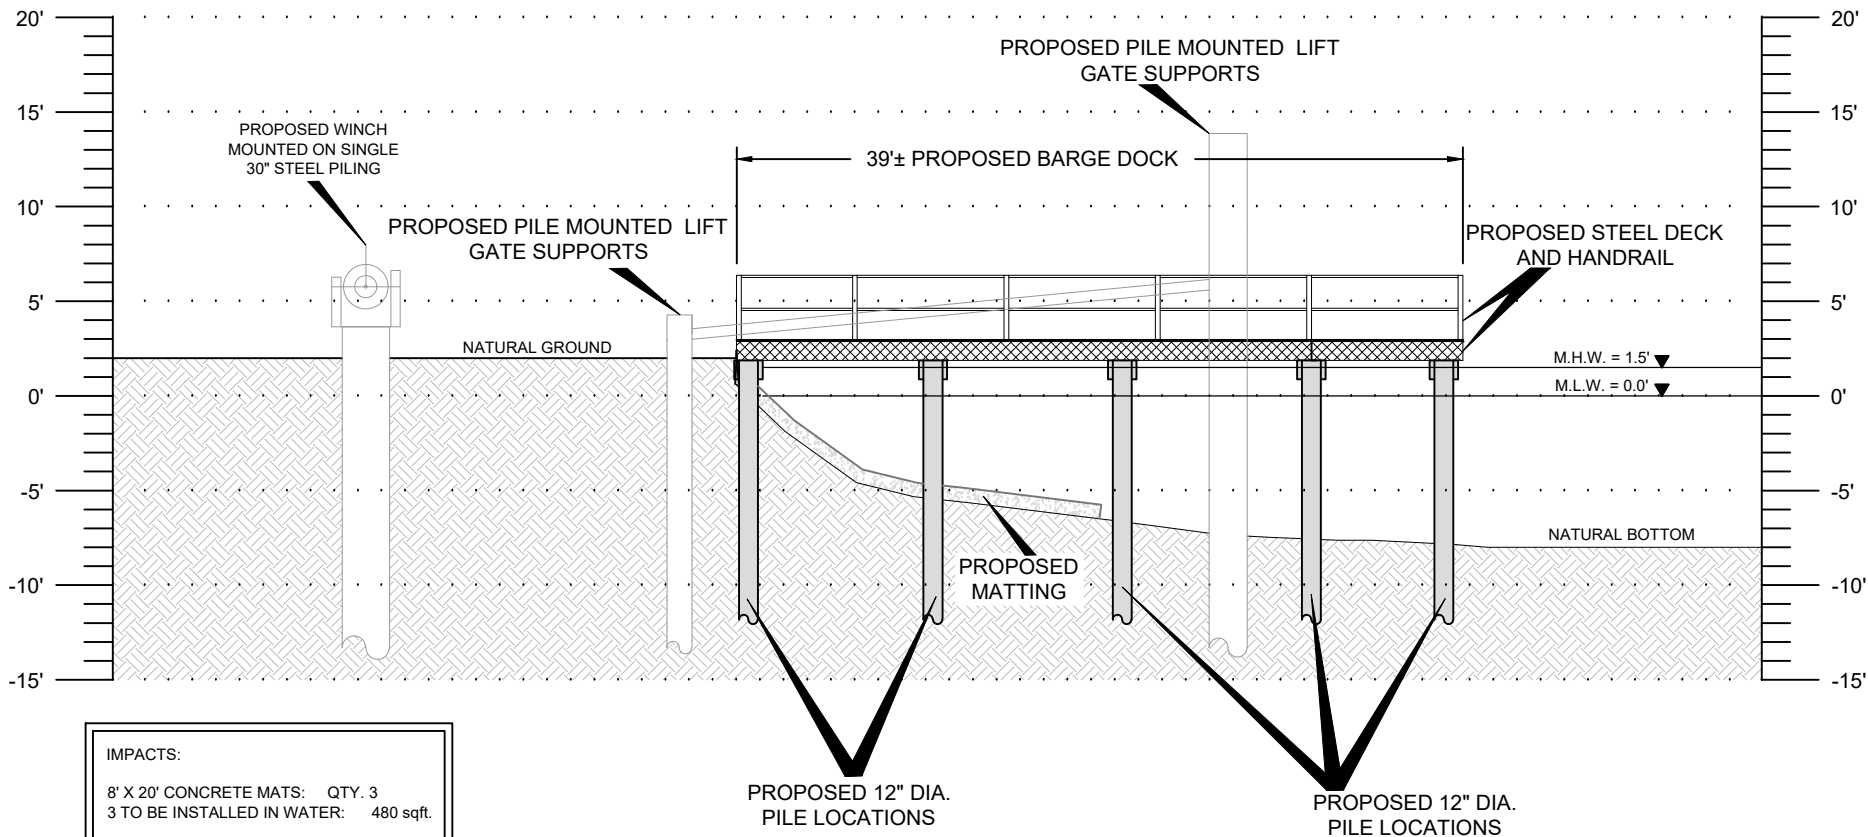 20'
15'
10'
5'
0'
-5'
-10'
-15'
PROPOSED PILE MOUNTED LIFT
GATE SUPPORTS
PROPOSED WINCH
MOUNTED ON SINGLE
30" STEEL PILING
39'± PROPOSED BARGE DOCK
PROPOSED PILE MOUNTED LIFT
GATE SUPPORTS
PROPOSED STEEL DECK
AND HANDRAIL
NATURAL GROUND
M.H.W. = 1.5'
M.L.W. = 0.0'
NATURAL BOTTOM
PROPOSED
MATTING
20'
15'
10'
5'
0'
-5'
-10'
-15'
IMPACTS:
8' X 20' CONCRETE MATS: QTY. 3
3 TO BE INSTALLED IN WATER: 480 sqft.
PROPOSED 12" DIA.
PILE LOCATIONS
PROPOSED 12" DIA.
PILE LOCATIONS